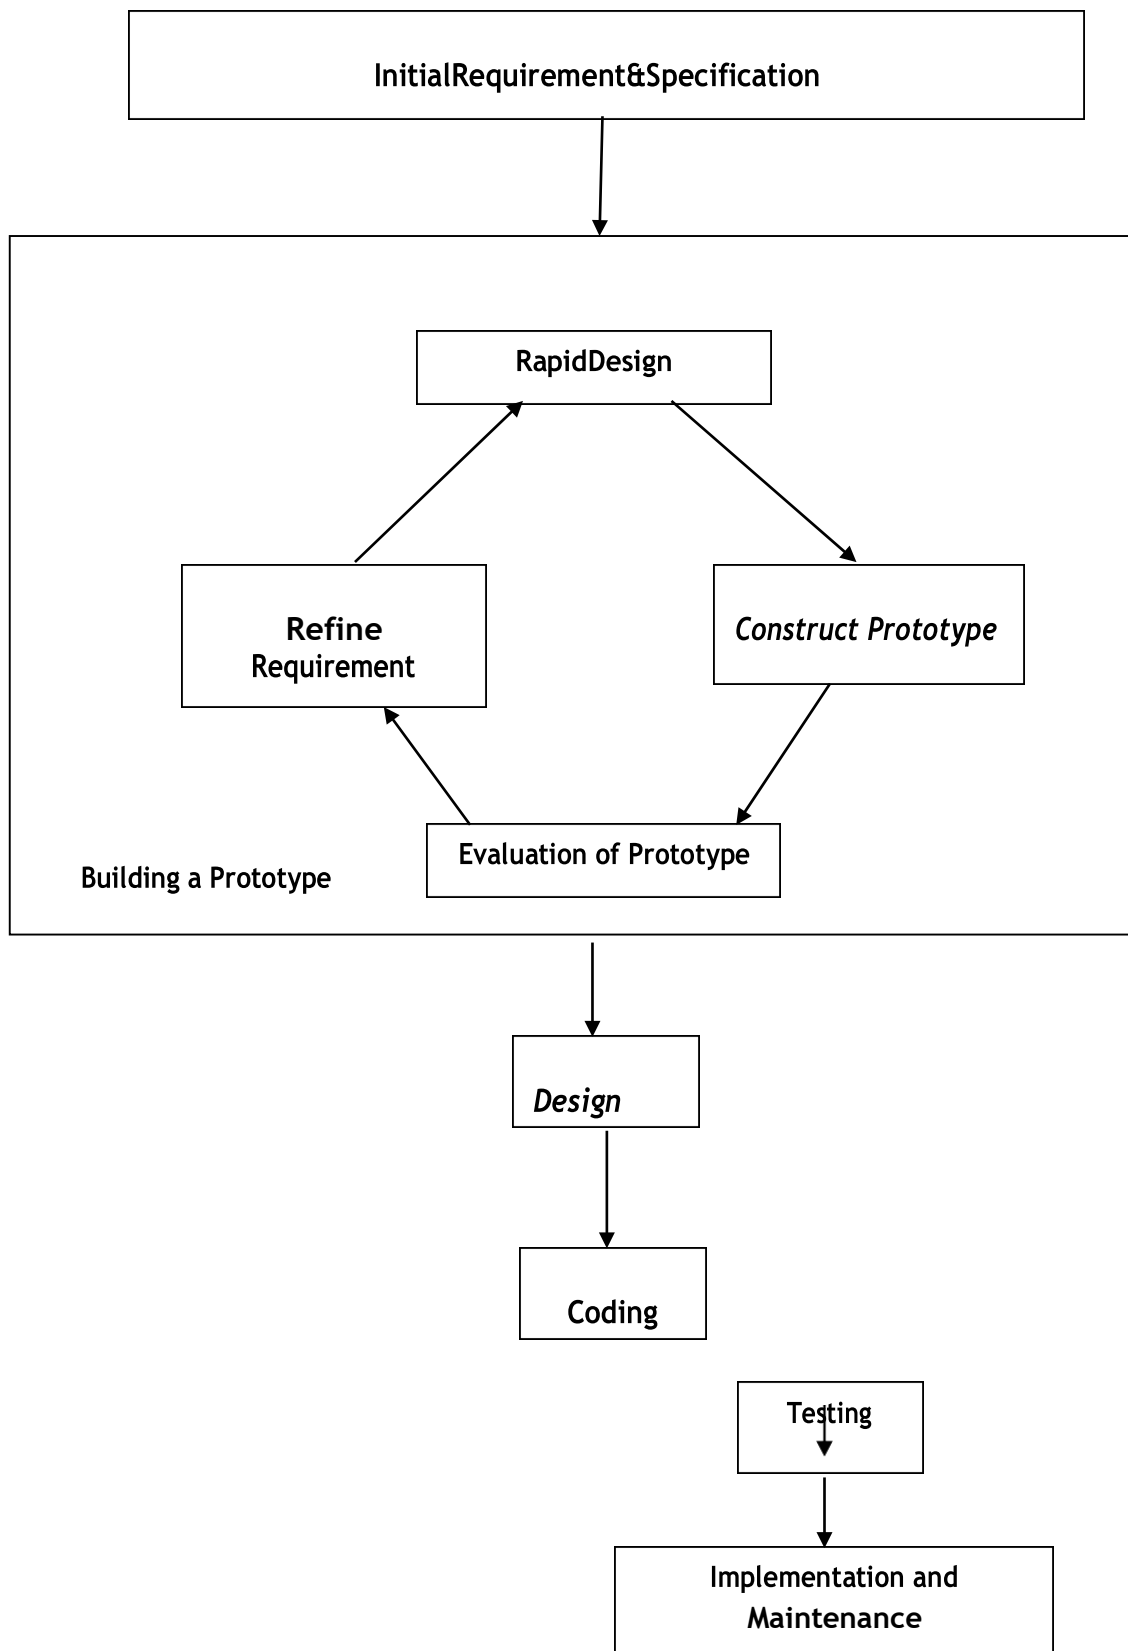 InitialRequirement&Specification
RapidDesign
Refine
Requirement
Construct Prototype
Evaluation of Prototype
Building a Prototype
Design
Coding
Testing
Implementation and
Maintenance